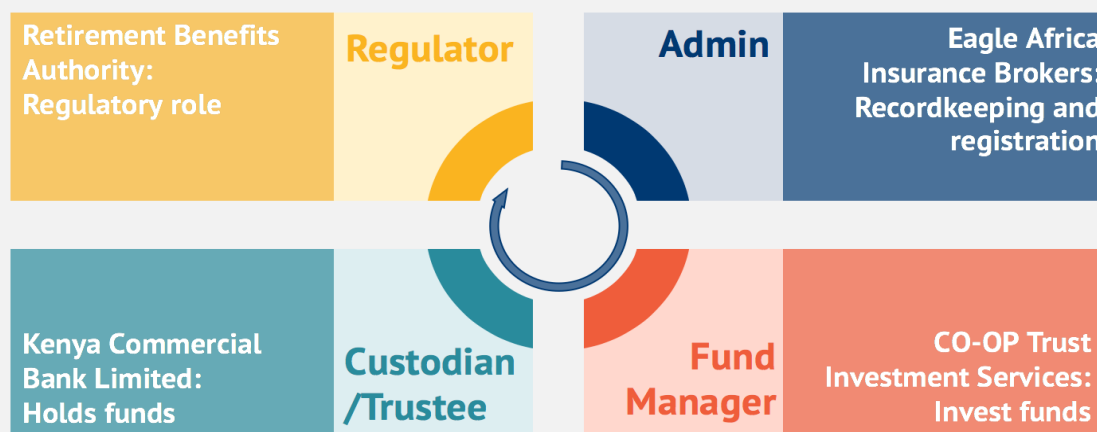 Retirement Benefits
Authority:
Regulatory role
Regulator
Admin
Eagle Africa
Insurance Brokers:
Recordkeeping and
registration
Kenya Commercial
Bank Limited:
Holds funds
Custodian
/Trustee
Fund
Manager
CO-OP Trust
Investment Services:
Invest funds